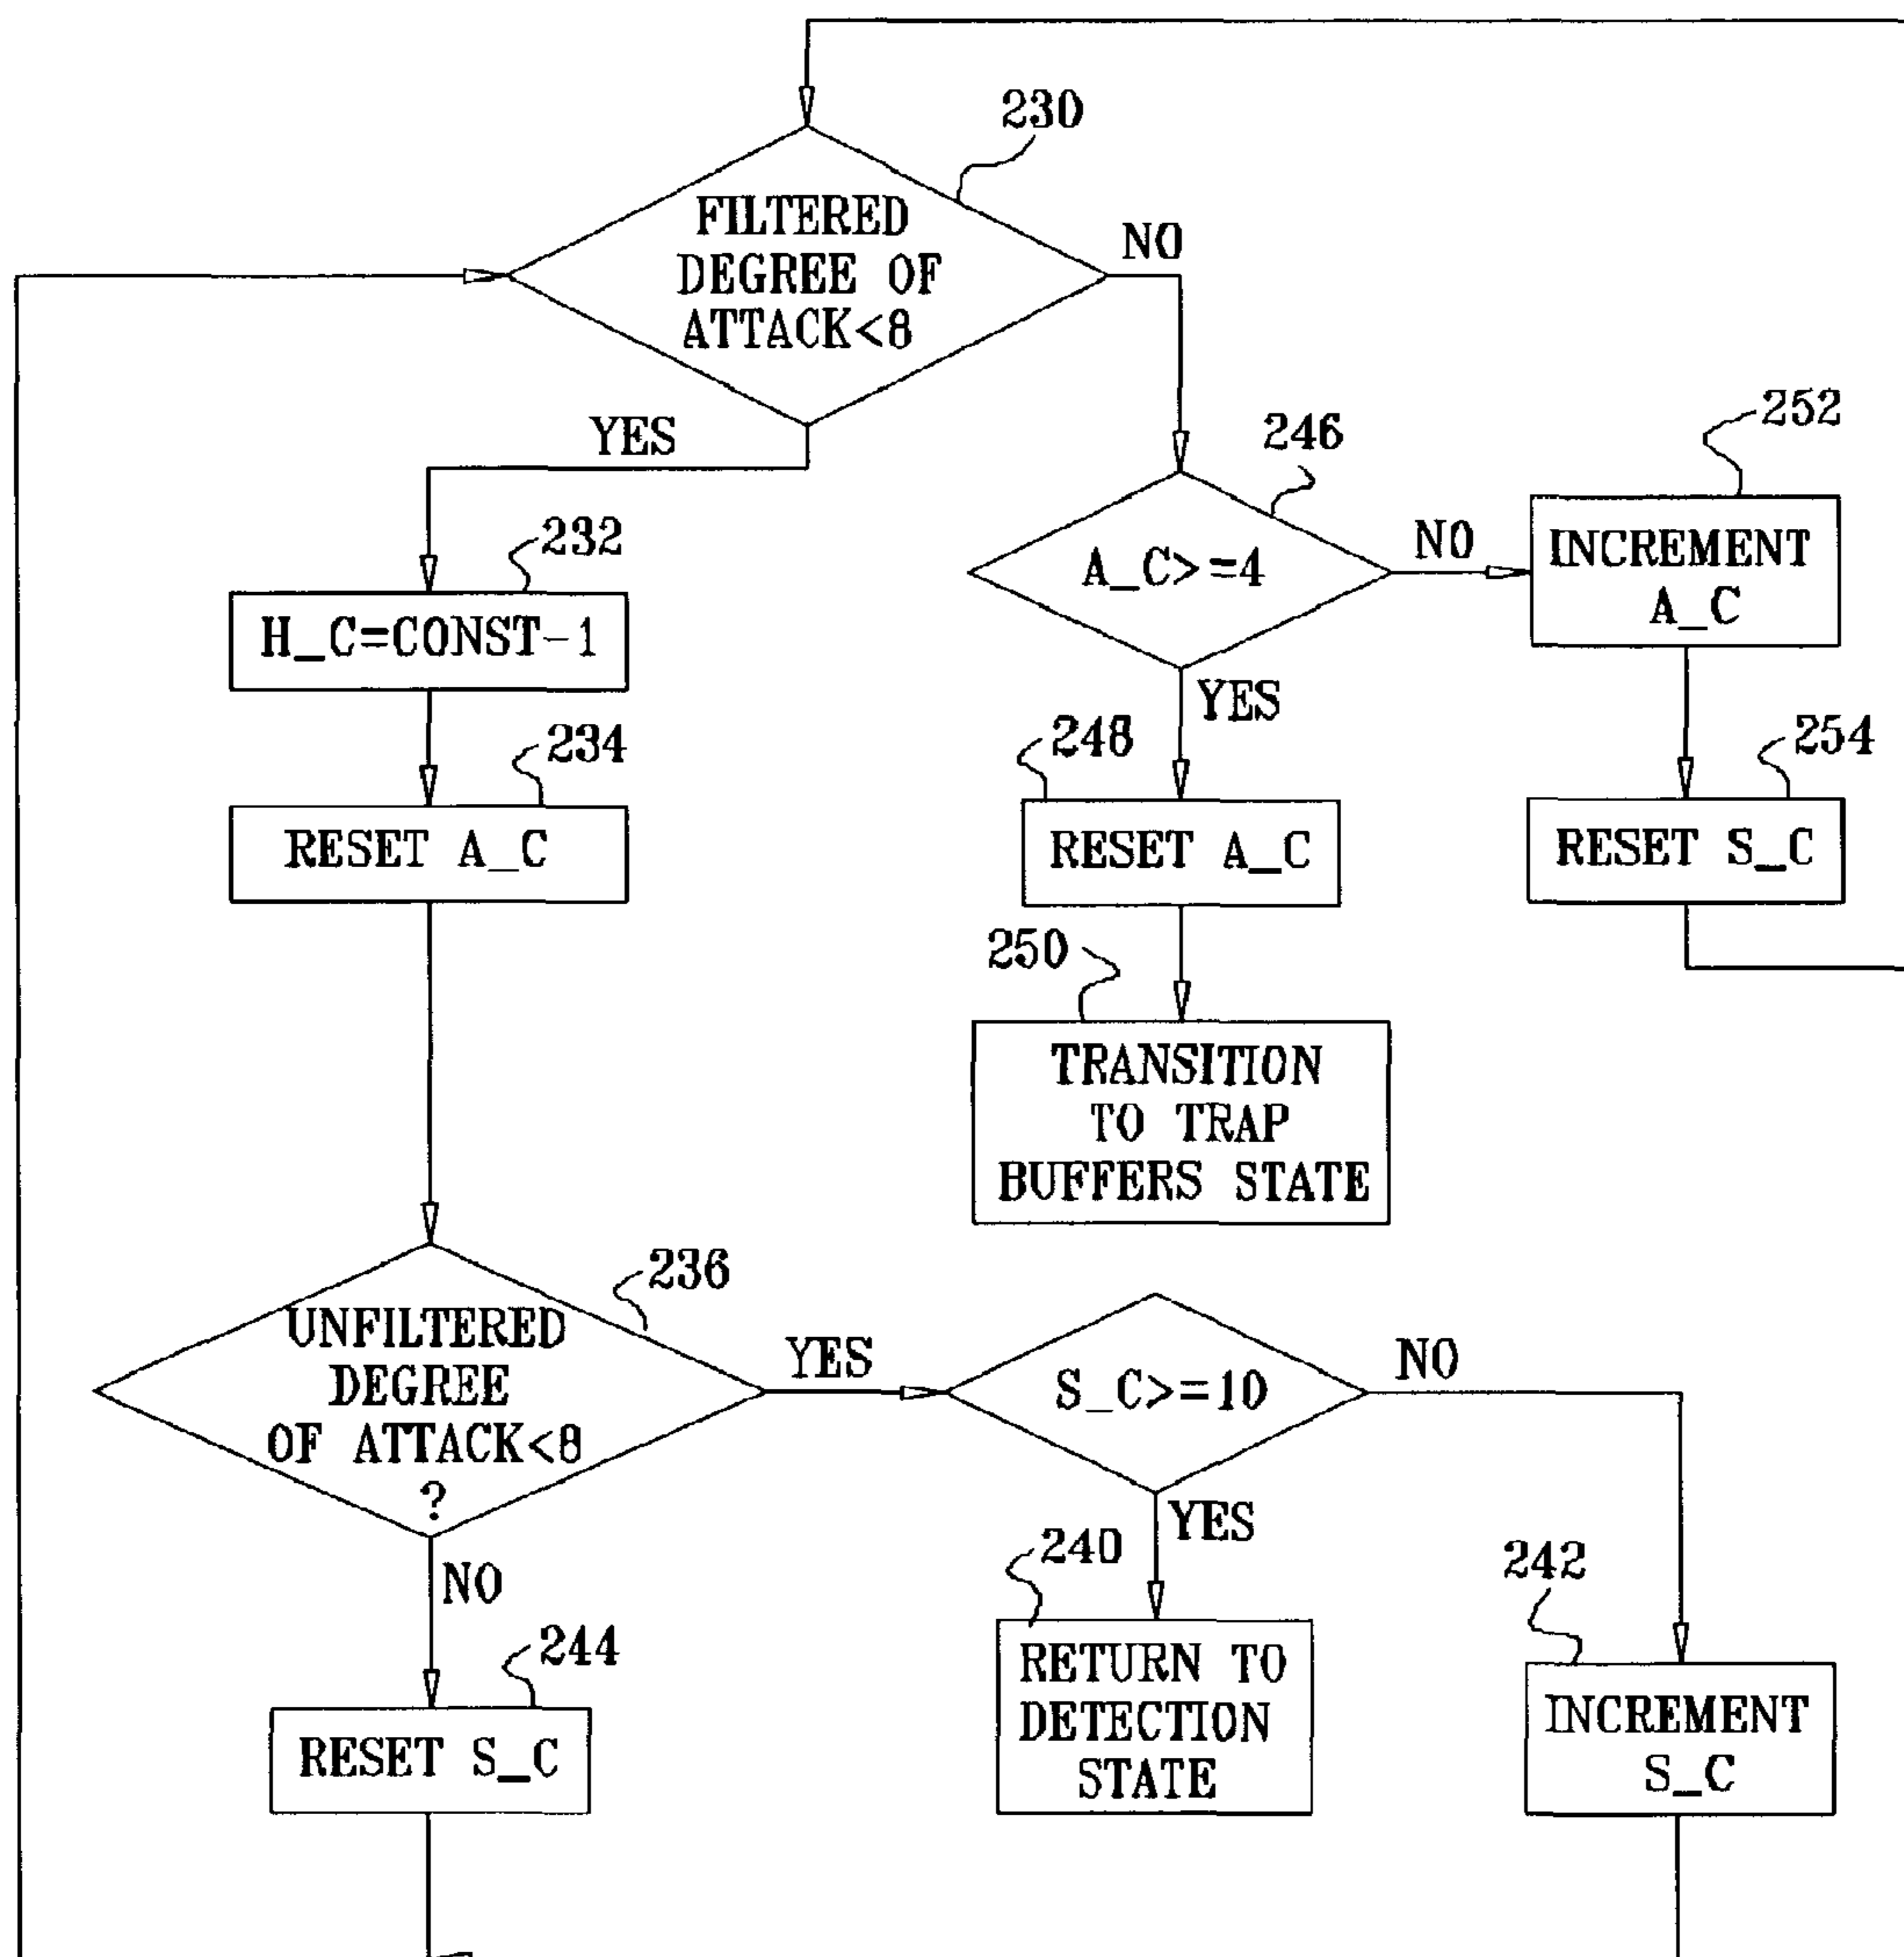 230
FILTERED
DEGREE OF
ATTACK<8
NO
YES
232
H_C=CONST-1
234
RESET A_C
246
A_C>=4
NO
252
INCREMENT
A_C
YES
248
RESET A_C
254
RESET S_C
250
TRANSITION
TO TRAP
BUFFERS STATE
236
UNFILTERED
DEGREE
OF ATTACK<8
?
YES
S_C>=10
NO
NO
YES
244
RESET S_C
240
RETURN TO
DETECTION
STATE
242
INCREMENT
S_C